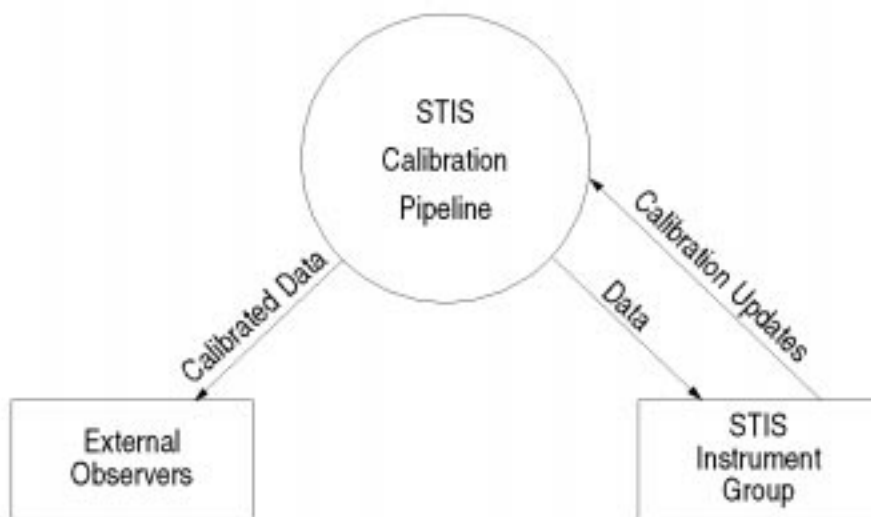 STIS
Calibration
Pipeline
Calibrated Data
Data
Calibration Updates
External
Observers
STIS
Instrument
Group